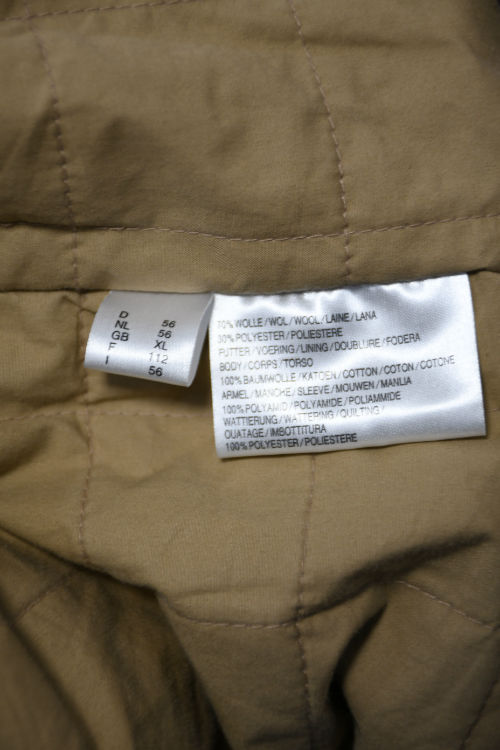 D 56
NL 56
GB XL
F 112
I 56
70% WOLLE/WOL/WOOL/LAINE/LANA
30% POLYESTER/POLIESTERE
FUTTER/VOERING/LINING/DOUBLURE/FODERA
BODY/CORPS/TORSO
100% BAUMWOLLE/KATOEN/COTTON/COTON/COTONE
ARMEL/MANCHE/SLEEVE/MOUWEN/MANLIA
100% POLYAMID/POLYAMIDE/POLIAMMIDE
WATTIERUNG/WATTERING/QUILTING/
OUATAGE/IMBOTTITURA
100% POLYESTER/POLIESTERE